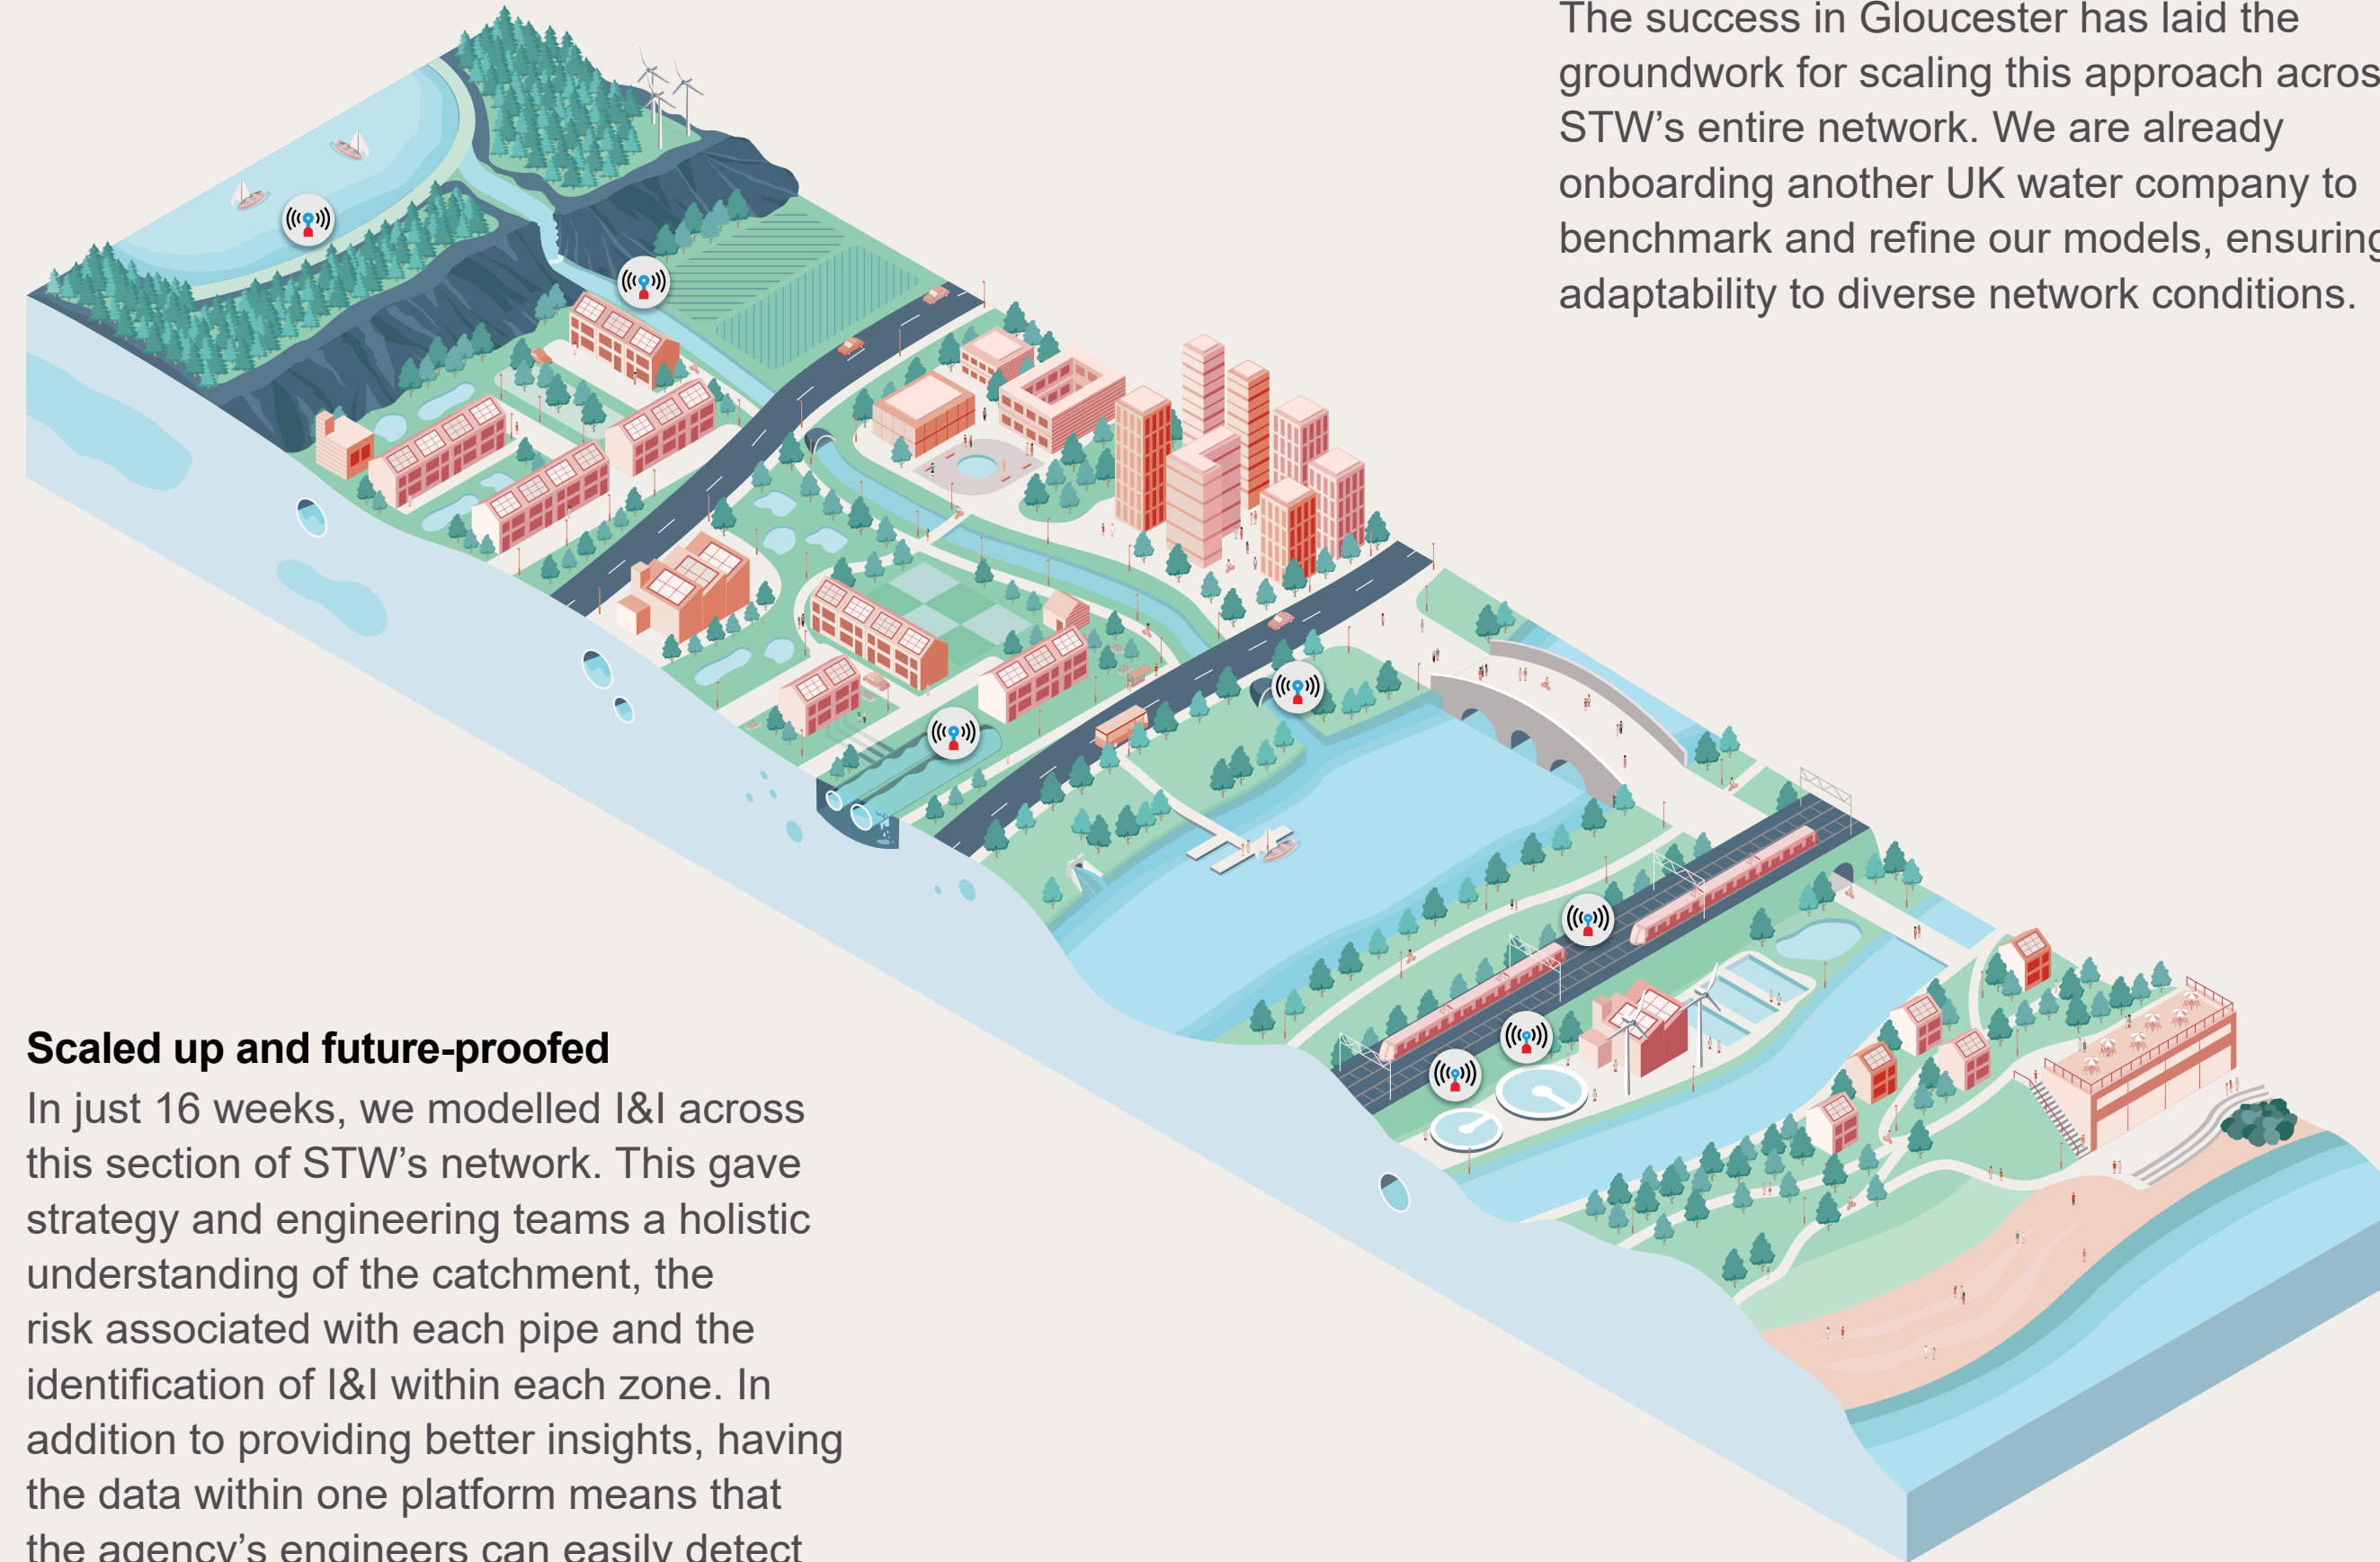 The success in Gloucester has laid the
groundwork for scaling this approach acros
STW’s entire network. We are already
onboarding another UK water company to
benchmark and refine our models, ensuring
adaptability to diverse network conditions.
Scaled up and future-proofed
In just 16 weeks, we modelled I&I across
this section of STW’s network. This gave
strategy and engineering teams a holistic
understanding of the catchment, the
risk associated with each pipe and the
identification of I&I within each zone. In
addition to providing better insights, having
the data within one platform means that
the agency’s engineers can easily detect